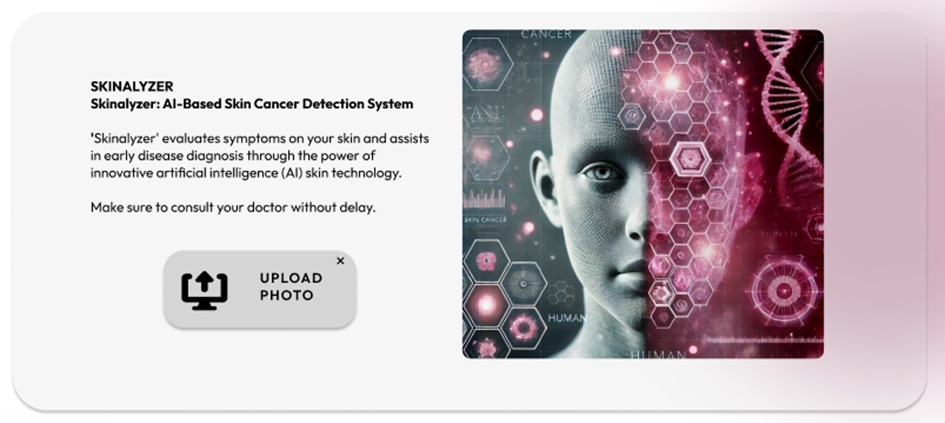 SKINALYZER
Skinalyzer: AI-Based Skin Cancer Detection System
'Skinalyzer' evaluates symptoms on your skin and assists
in early disease diagnosis through the power of
innovative artificial intelligence (AI) skin technology.
Make sure to consult your doctor without delay.
×
UPLOAD
PHOTO
CANCER
SKIN CANCER
HUMAN
HUMAN
HUMAN